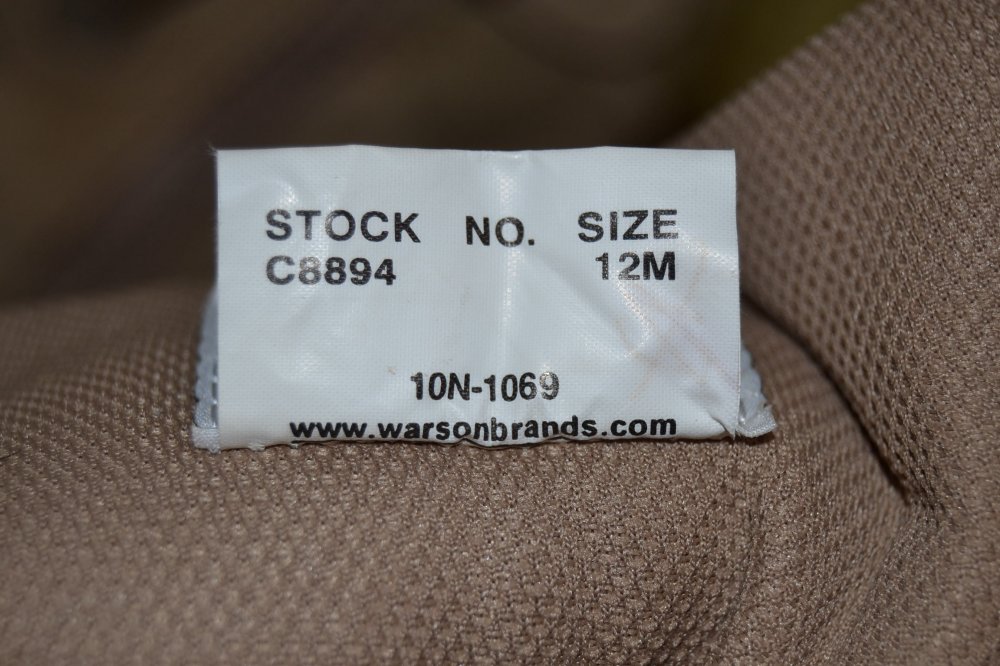 STOCK NO. SIZE
C8894 12M
10N-1069
www.warsonbrands.com